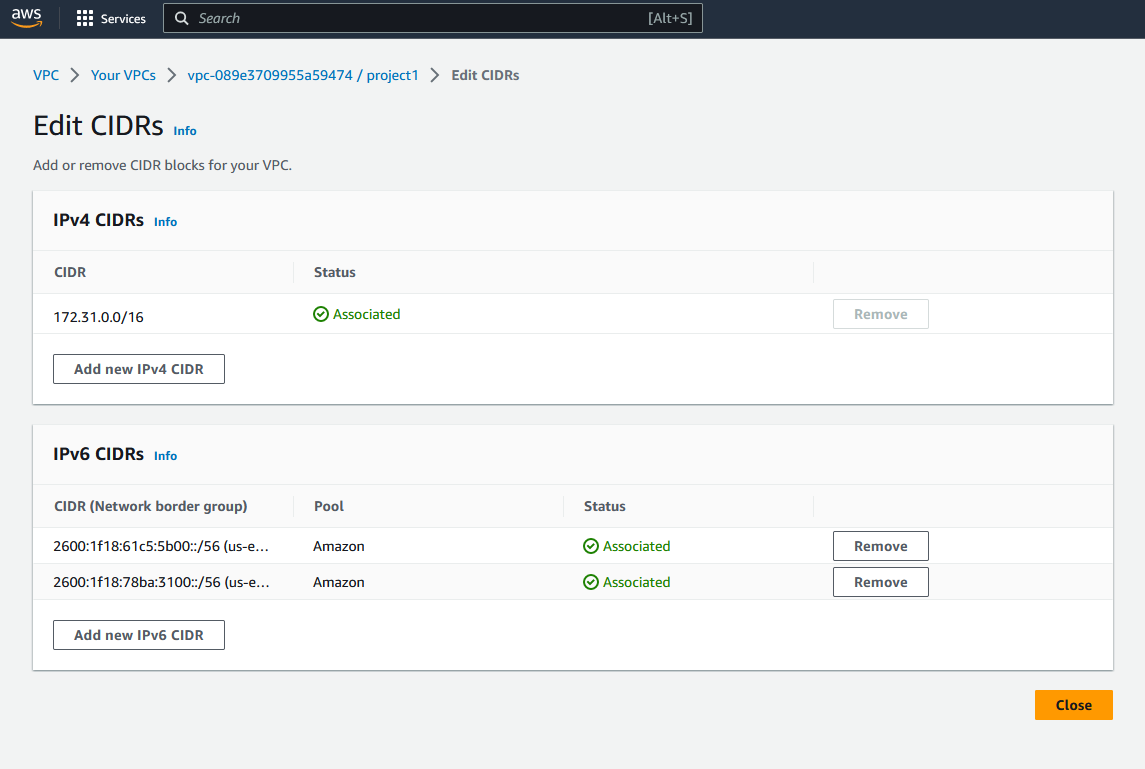 aws Services Search [Alt+S]
VPC > Your VPCs > vpc-089e3709955a59474 / project1 > Edit CIDRs
Edit CIDRs Info
Add or remove CIDR blocks for your VPC.
IPv4 CIDRs Info
CIDR Status
172.31.0.0/16 Associated Remove
Add new IPv4 CIDR
IPv6 CIDRs Info
CIDR (Network border group) Pool Status
2600:1f18:61c5:5b00::/56 (us-e... Amazon Associated Remove
2600:1f18:78ba:3100::/56 (us-e... Amazon Associated Remove
Add new IPv6 CIDR
Close